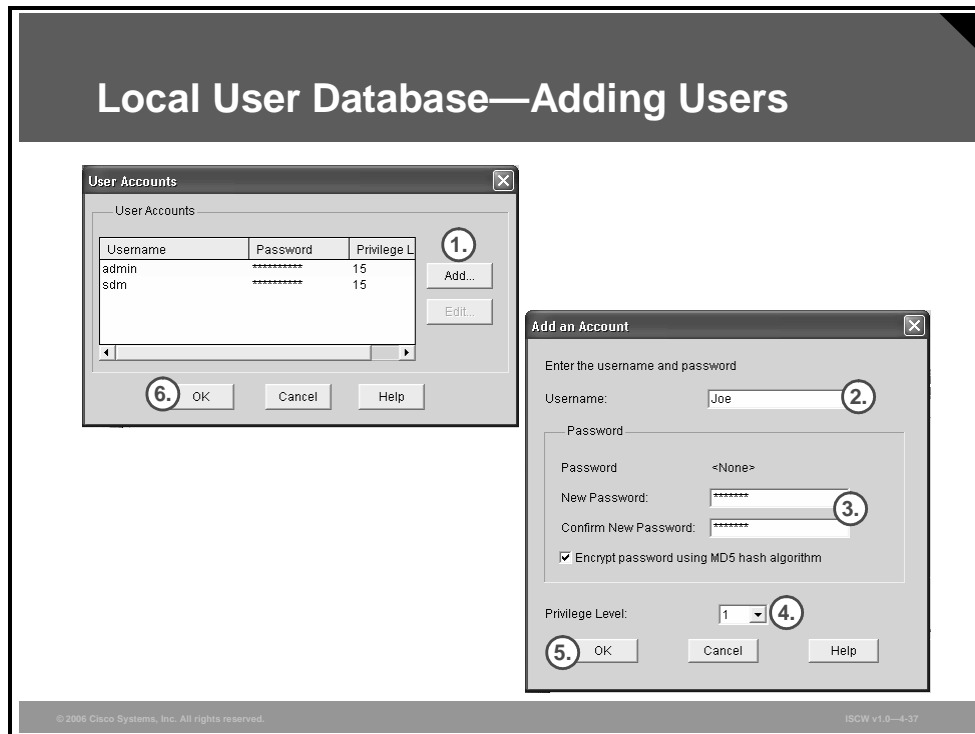 Local User Database—Adding Users
User Accounts
User Accounts
Username Password Privilege L
admin ********** 15
sdm ********** 15
1.
Add...
Edit...
6. OK Cancel Help
Add an Account
Enter the username and password
Username: Joe 2.
Password
Password <None>
New Password: *******
3.
Confirm New Password: *******
Encrypt password using MD5 hash algorithm
Privilege Level: 1 4.
5. OK Cancel Help
© 2006 Cisco Systems, Inc. All rights reserved. ISCW v1.0—4-37